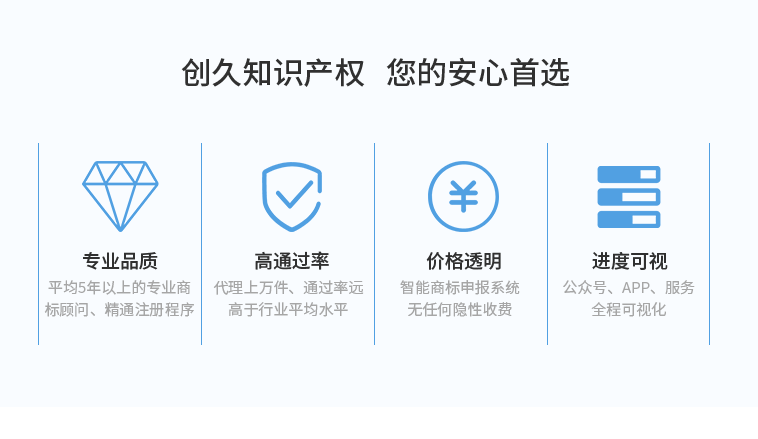 创久知识产权 您的安心首选
专业品质
平均5年以上的专业商
标顾问、精通注册程序
高通过率
代理上万件、通过率远
高于行业平均水平
价格透明
智能商标申报系统
无任何隐性收费
进度可视
公众号、APP、服务
全程可视化